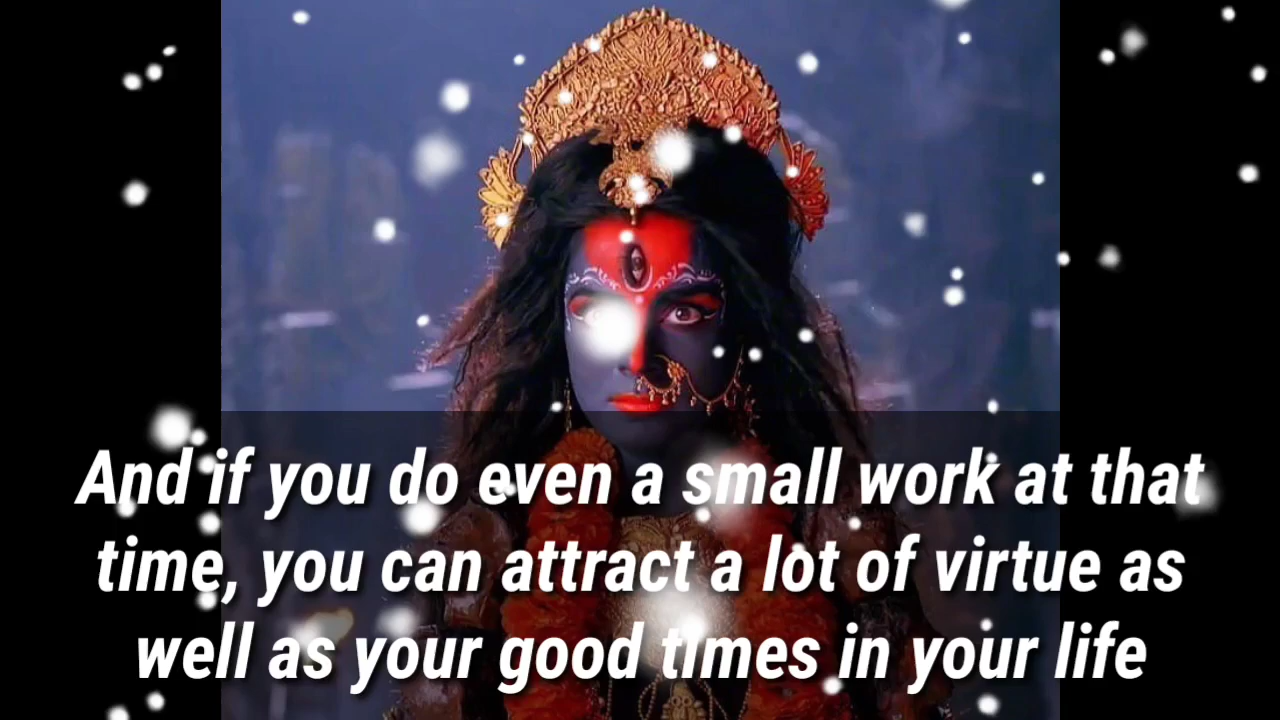 And if you do even a small work at that
time, you can attract a lot of virtue as
well as your good times in your life